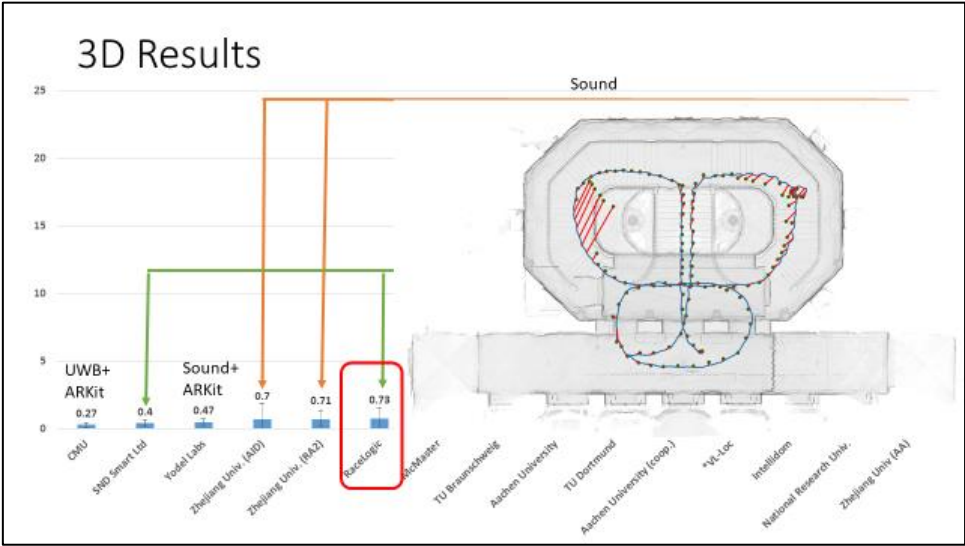 3D Results
25
Sound
20
15
10
5
UWB+
ARKit
Sound+
ARKit
0.27
0.4
0.47
0.7
0.71
0.73
0
CMU
SND Smart Ltd
Yodel Labs
Zhejiang Univ. (AID)
Zhejiang Univ. (RA2)
RaceLogic
McMaster
TU Braunschweig
Aachen University
TU Dortmund
Aachen University (coop.)
*VL-Loc
Intellidom
National Research Univ.
Zhejiang Univ (AA)